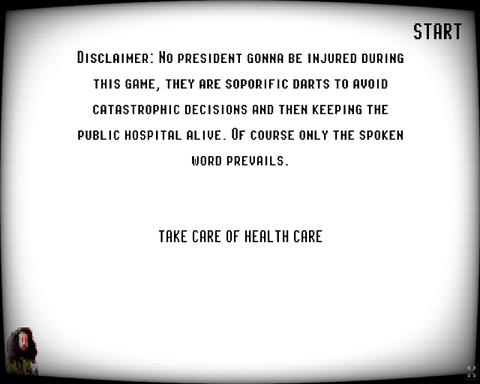 START
DISCLAIMER: NO PRESIDENT GONNA BE INJURED DURING
THIS GAME, THEY ARE SOPORIFIC DARTS TO AVOID
CATASTROPHIC DECISIONS AND THEN KEEPING THE
PUBLIC HOSPITAL ALIVE. OF COURSE ONLY THE SPOKEN
WORD PREVAILS.
TAKE CARE OF HEALTH CARE